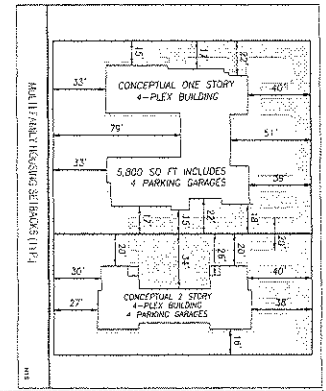 15'
17'
22'
33'
CONCEPTUAL ONE STORY
4-PLEX BUILDING
40'
79'
51'
33'
5,800 SQ FT INCLUDES
4 PARKING GARAGES
38'
17'
15'
22'
18'
20'
20'
34'
26'
20'
30'
40'
CONCEPTUAL 2 STORY
4-PLEX BUILDING
4 PARKING GARAGES
27'
38'
16'
MULTI FAMILY HOUSING SETBACKS (TYP.)
NTS